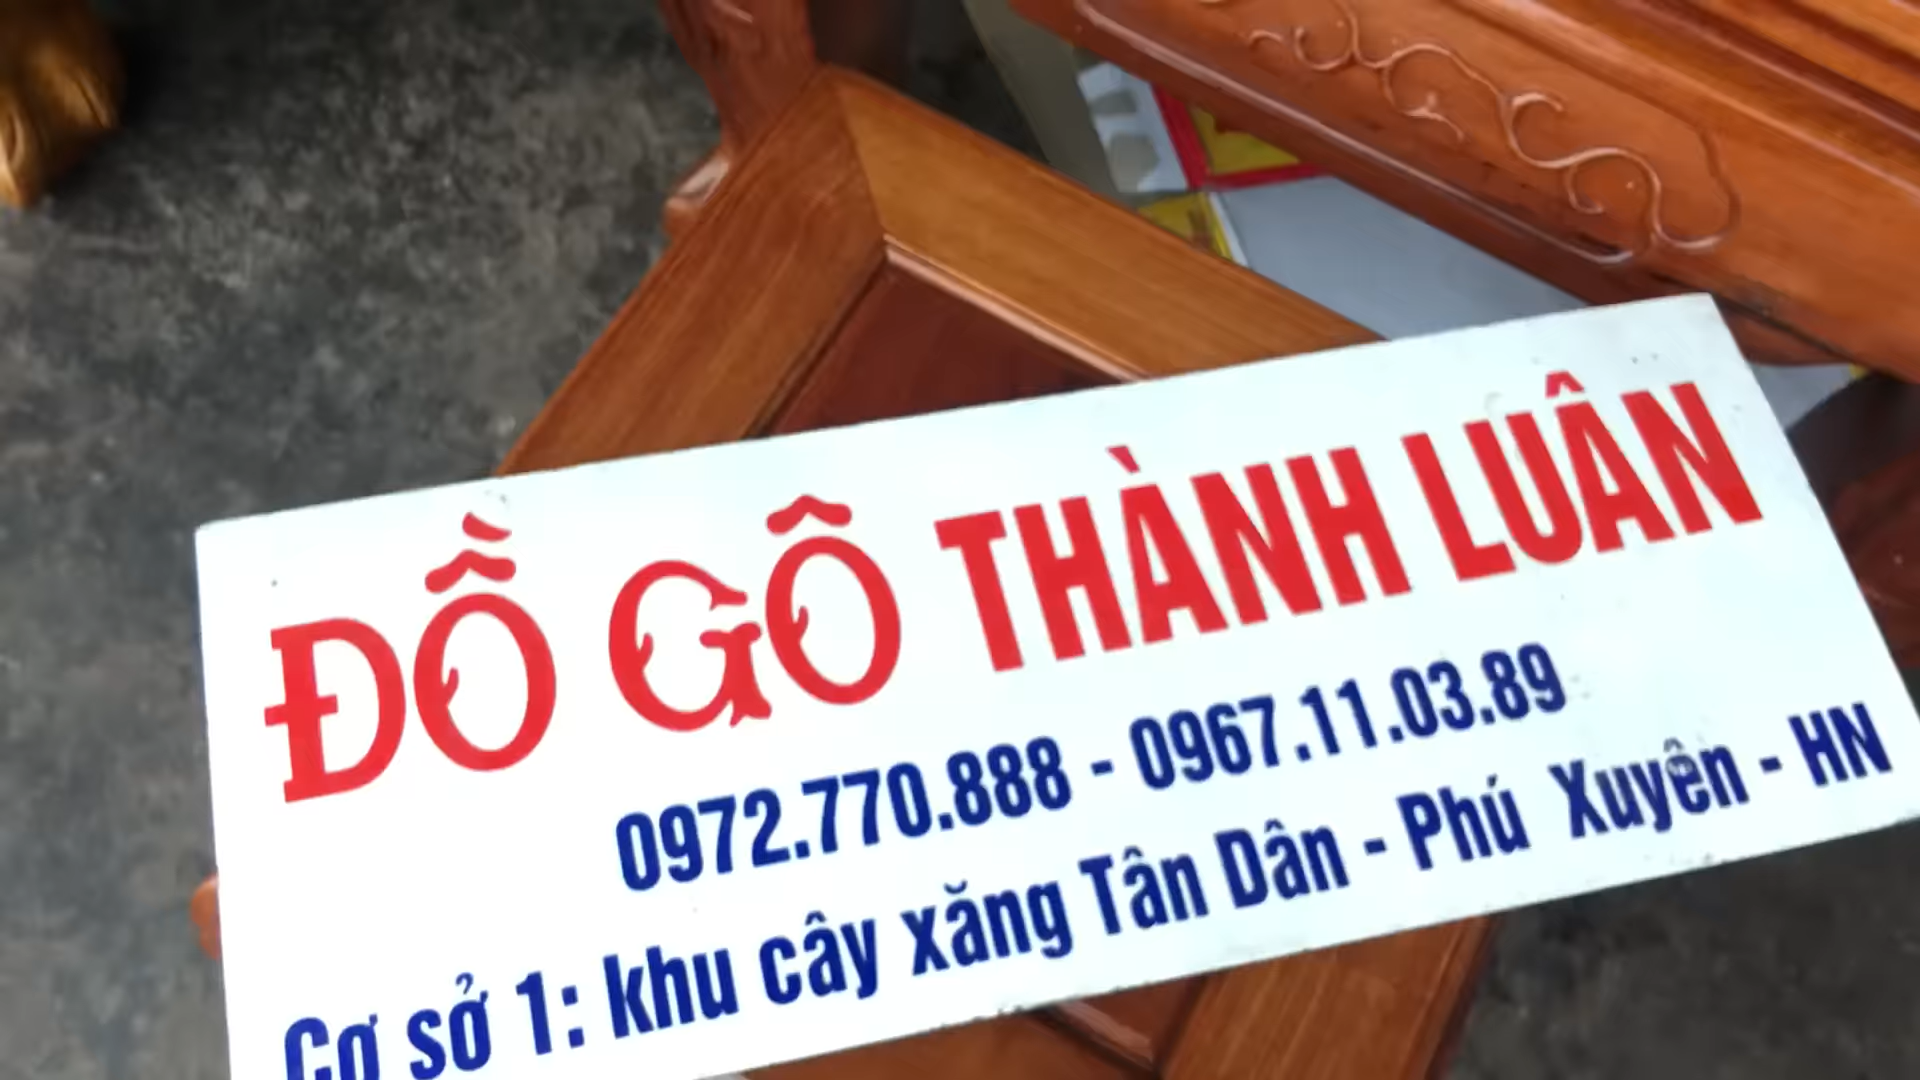 ĐỒ GÔ THÀNH LUÂN
0972.770.888 - 0967.11.03.89
Cơ sở 1: khu cây xăng Tân Dân - Phú Xuyên - HN